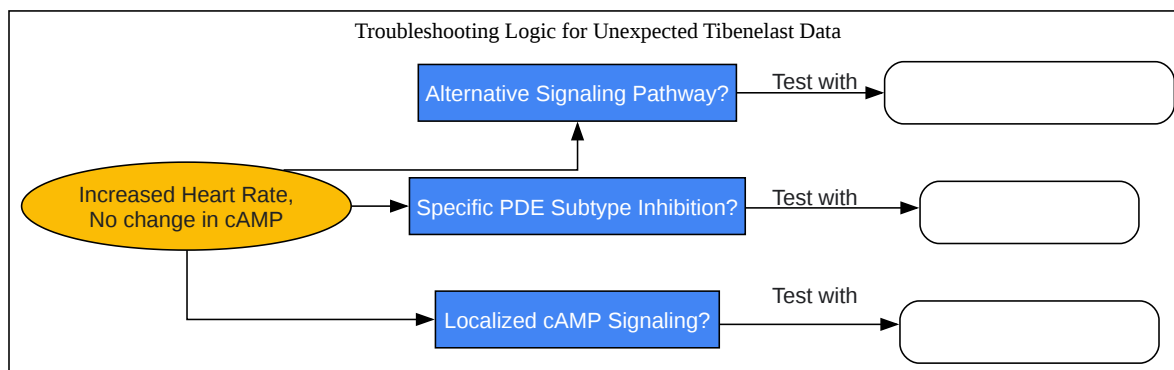 Troubleshooting Logic for Unexpected Tibenelast Data
Alternative Signaling Pathway?
Test with
Increased Heart Rate,
No change in cAMP
Specific PDE Subtype Inhibition?
Test with
Localized cAMP Signaling?
Test with